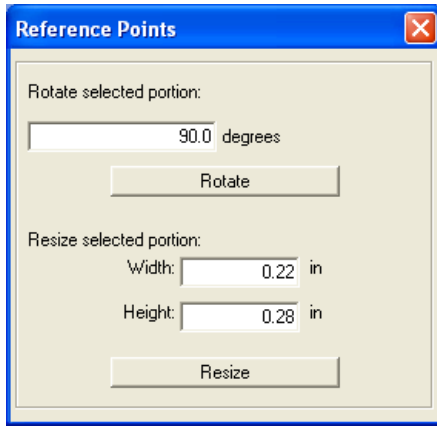 Reference Points
Rotate selected portion:
90.0 degrees
Rotate
Resize selected portion:
Width: 0.22 in
Height: 0.28 in
Resize